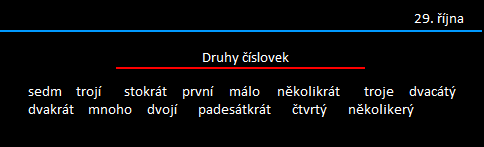 29. října
Druhy číslovek
sedm trojí stokrát první málo několikrát troje dvacátý
dvakrát mnoho dvojí padesátkrát čtvrtý několikerý